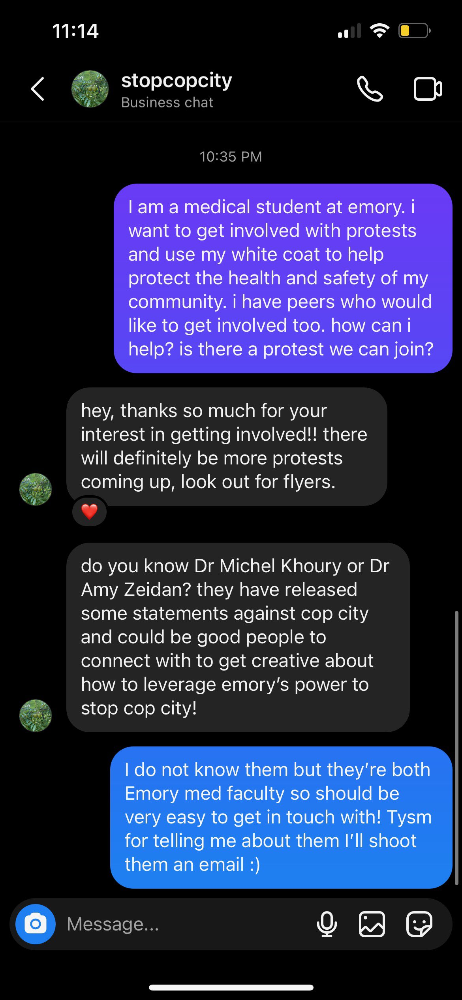 11:14
stopcopcity
Business chat
10:35 PM
I am a medical student at emory. i
want to get involved with protests
and use my white coat to help
protect the health and safety of my
community. i have peers who would
like to get involved too. how can i
help? is there a protest we can join?
hey, thanks so much for your
interest in getting involved!! there
will definitely be more protests
coming up, look out for flyers.
do you know Dr Michel Khoury or Dr
Amy Zeidan? they have released
some statements against cop city
and could be good people to
connect with to get creative about
how to leverage emory’s power to
stop cop city!
I do not know them but they’re both
Emory med faculty so should be
very easy to get in touch with! Tysm
for telling me about them I’ll shoot
them an email :)
Message...